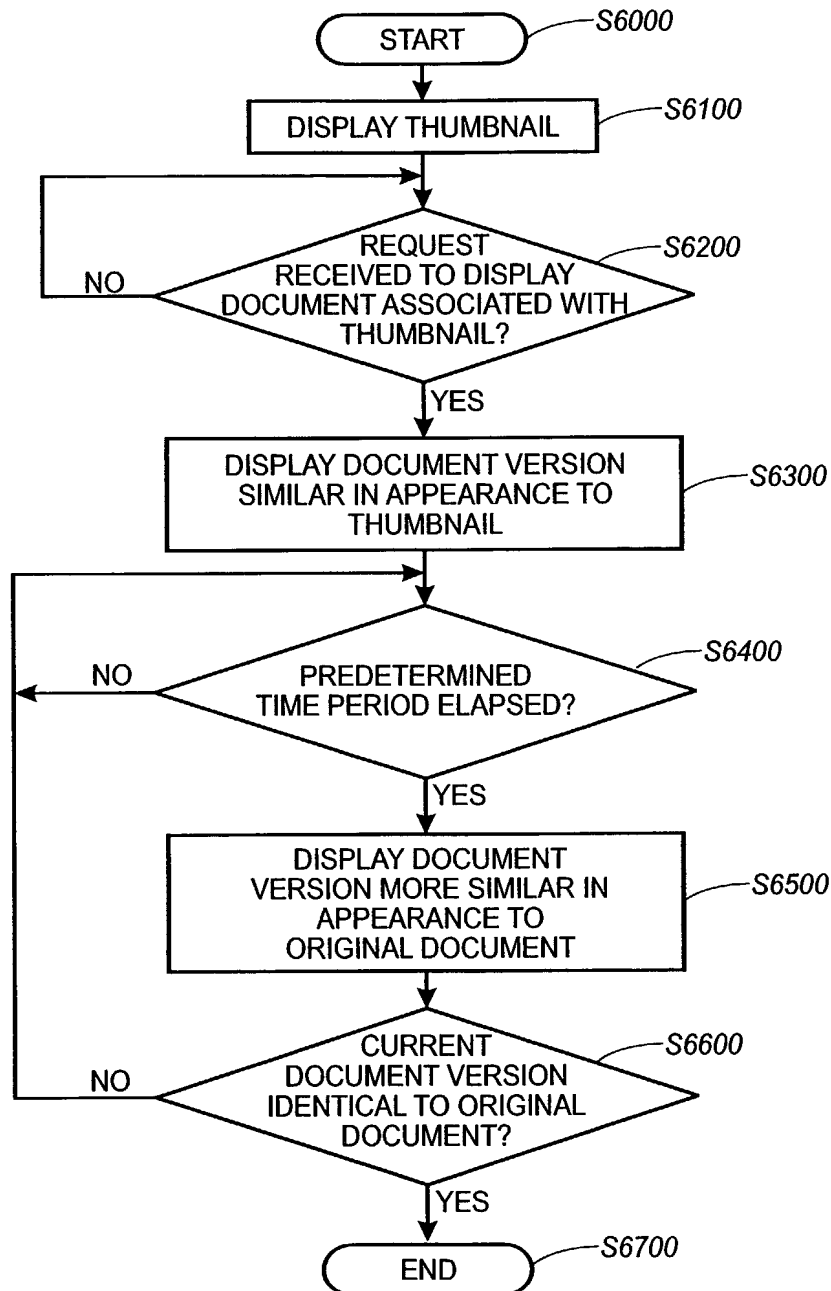 START
S6000
DISPLAY THUMBNAIL
S6100
REQUEST
RECEIVED TO DISPLAY
DOCUMENT ASSOCIATED WITH
THUMBNAIL?
S6200
NO
YES
DISPLAY DOCUMENT VERSION
SIMILAR IN APPEARANCE TO
THUMBNAIL
S6300
PREDETERMINED
TIME PERIOD ELAPSED?
S6400
NO
YES
DISPLAY DOCUMENT
VERSION MORE SIMILAR IN
APPEARANCE TO
ORIGINAL DOCUMENT
S6500
CURRENT
DOCUMENT VERSION
IDENTICAL TO ORIGINAL
DOCUMENT?
S6600
NO
YES
END
S6700